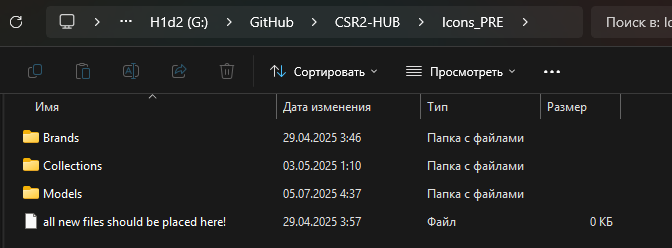 H1d2 (G:) > GitHub > CSR2-HUB > Icons_PRE > Поиск в: Ic
Сортировать Просмотреть •••
Имя Дата изменения Тип Размер
Brands 29.04.2025 3:46 Папка с файлами
Collections 03.05.2025 1:10 Папка с файлами
Models 05.07.2025 4:37 Папка с файлами
all new files should be placed here! 29.04.2025 3:57 Файл 0 КБ